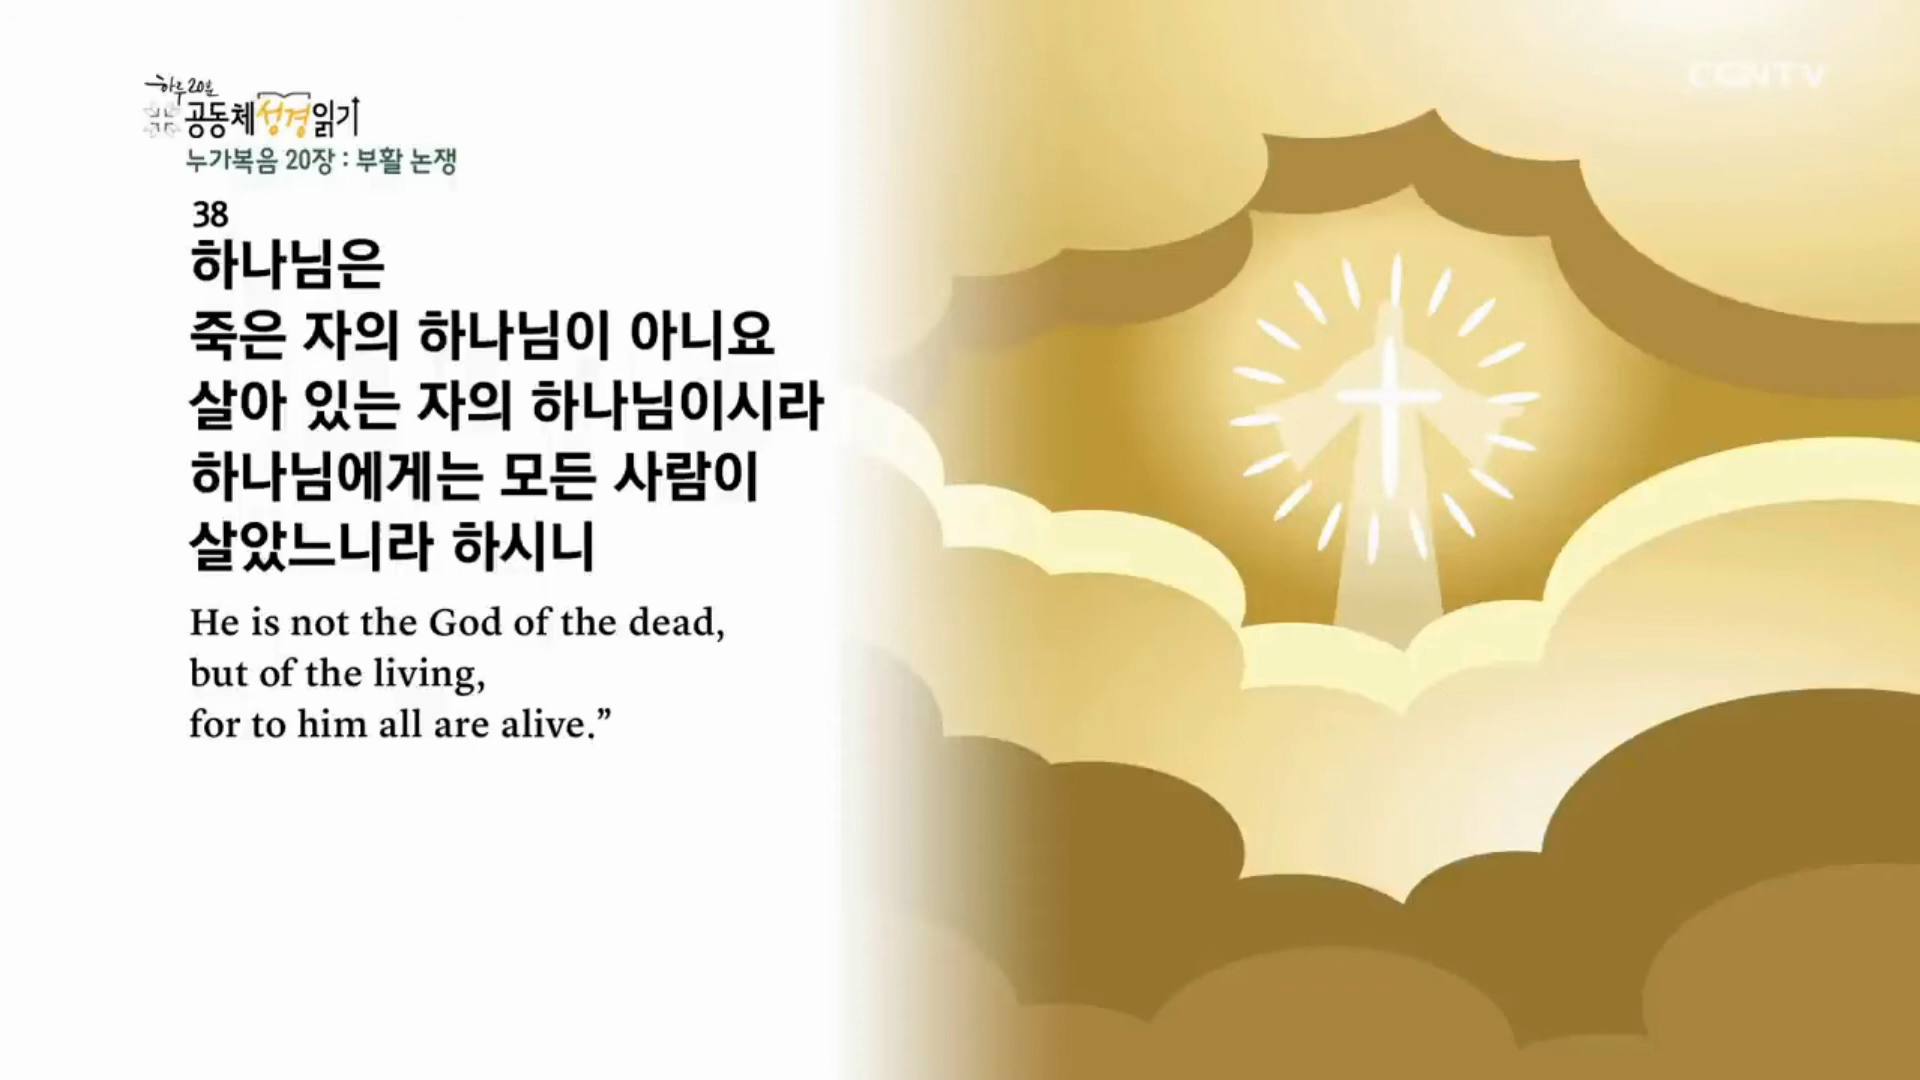 하루 20분
공동체성경읽기
CGNTV
누가복음 20장 : 부활 논쟁
38
하나님은
죽은 자의 하나님이 아니요
살아 있는 자의 하나님이시라
하나님에게는 모든 사람이
살았느니라 하시니
He is not the God of the dead,
but of the living,
for to him all are alive.”